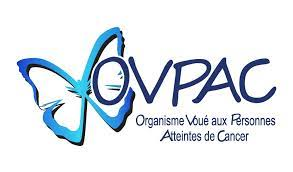 OVPAC
Organisme Voué aux Personnes
Atteintes de Cancer